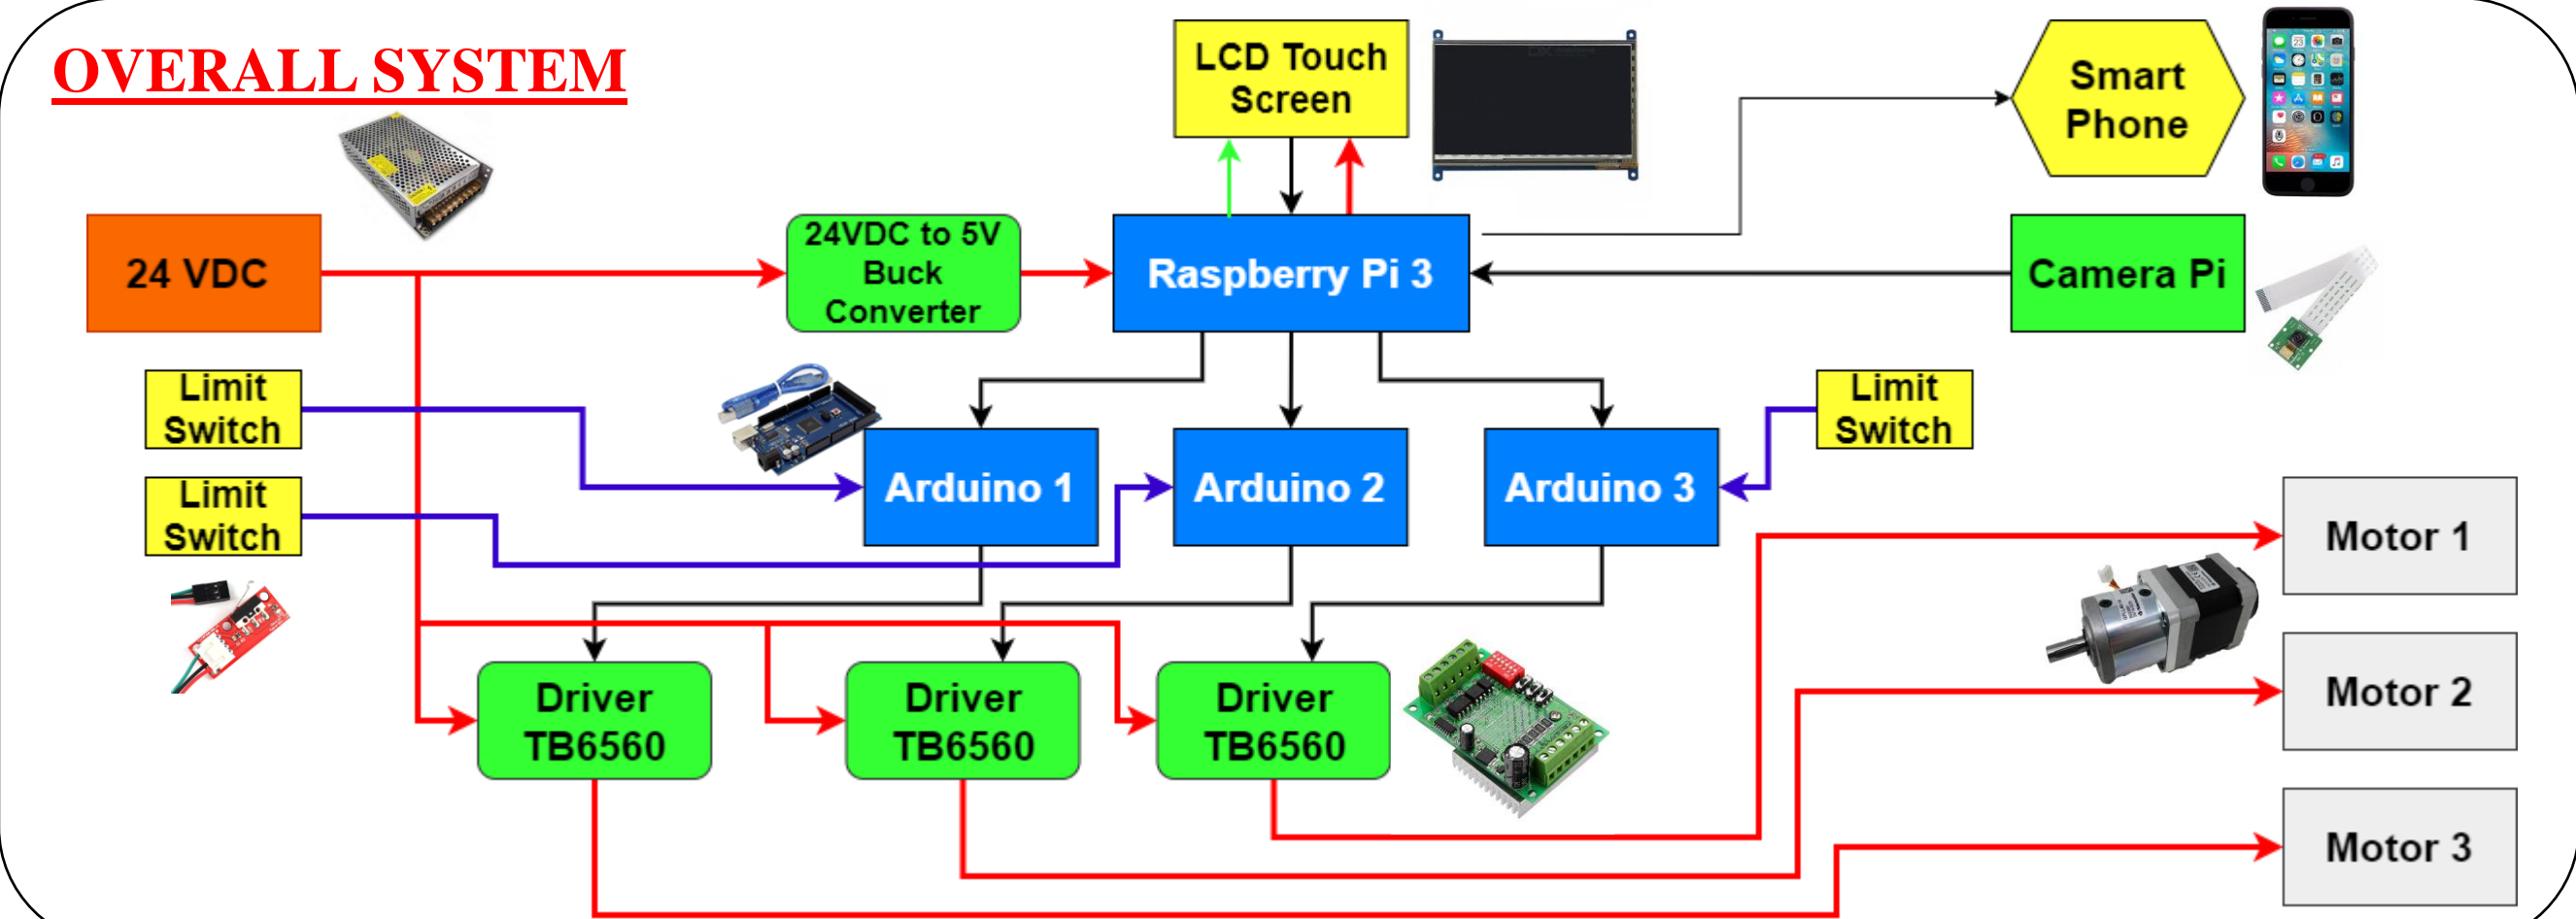 OVERALL SYSTEM
LCD Touch
Screen
Smart
Phone
24 VDC
24VDC to 5V
Buck
Converter
Raspberry Pi 3
Camera Pi
Limit
Switch
Limit
Switch
Limit
Switch
Arduino 1
Arduino 2
Arduino 3
Motor 1
Driver
TB6560
Driver
TB6560
Driver
TB6560
Motor 2
Motor 3